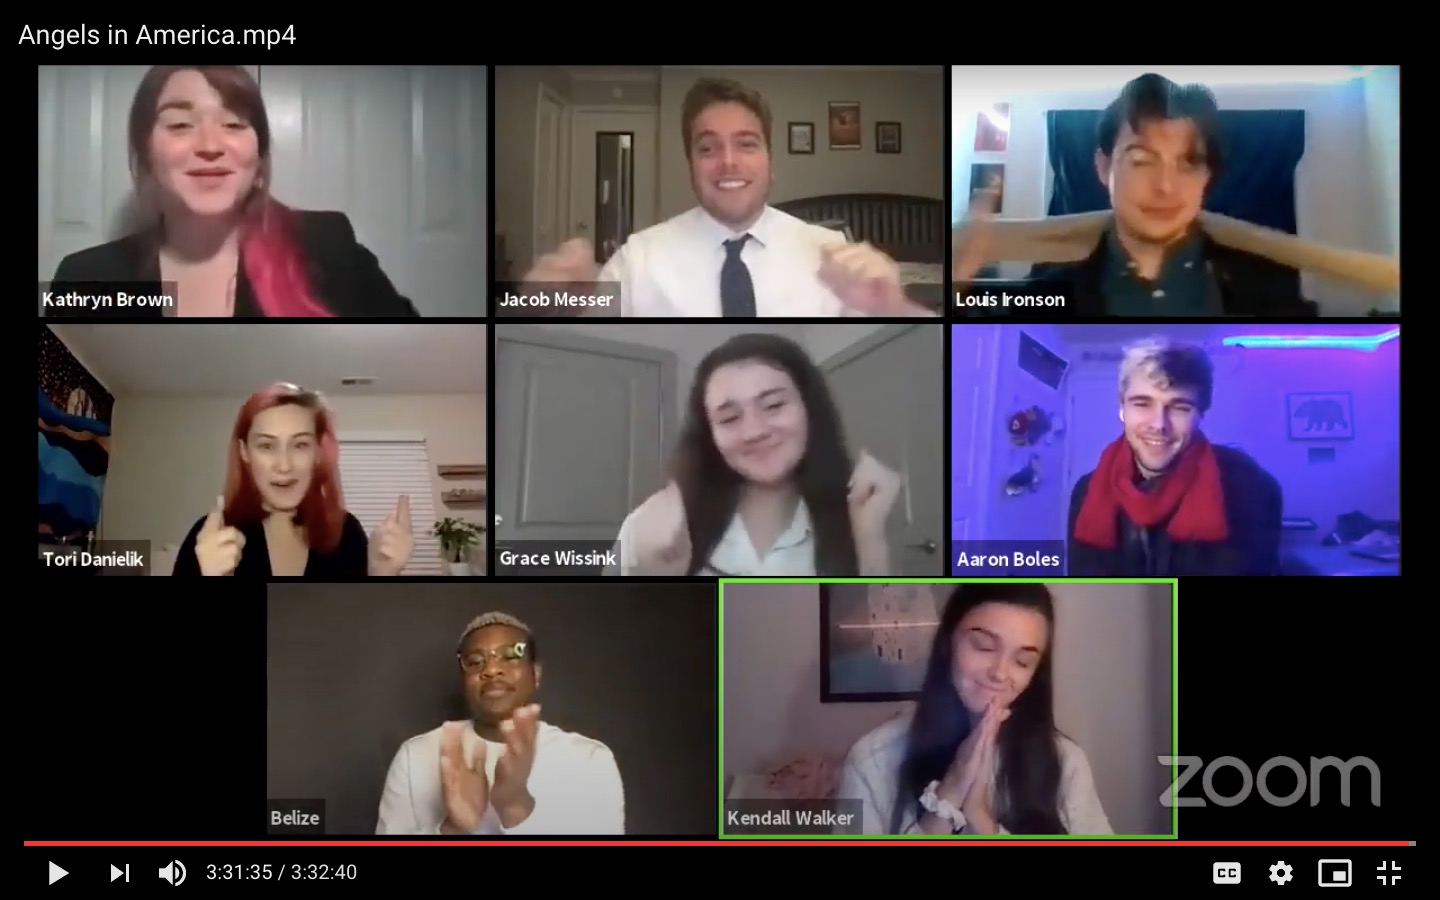 Angels in America.mp4
Kathryn Brown
Jacob Messer
Louis Ironson
Tori Danielik
Grace Wissink
Aaron Boles
Belize
Kendall Walker
zoom
3:31:35 / 3:32:40
CC